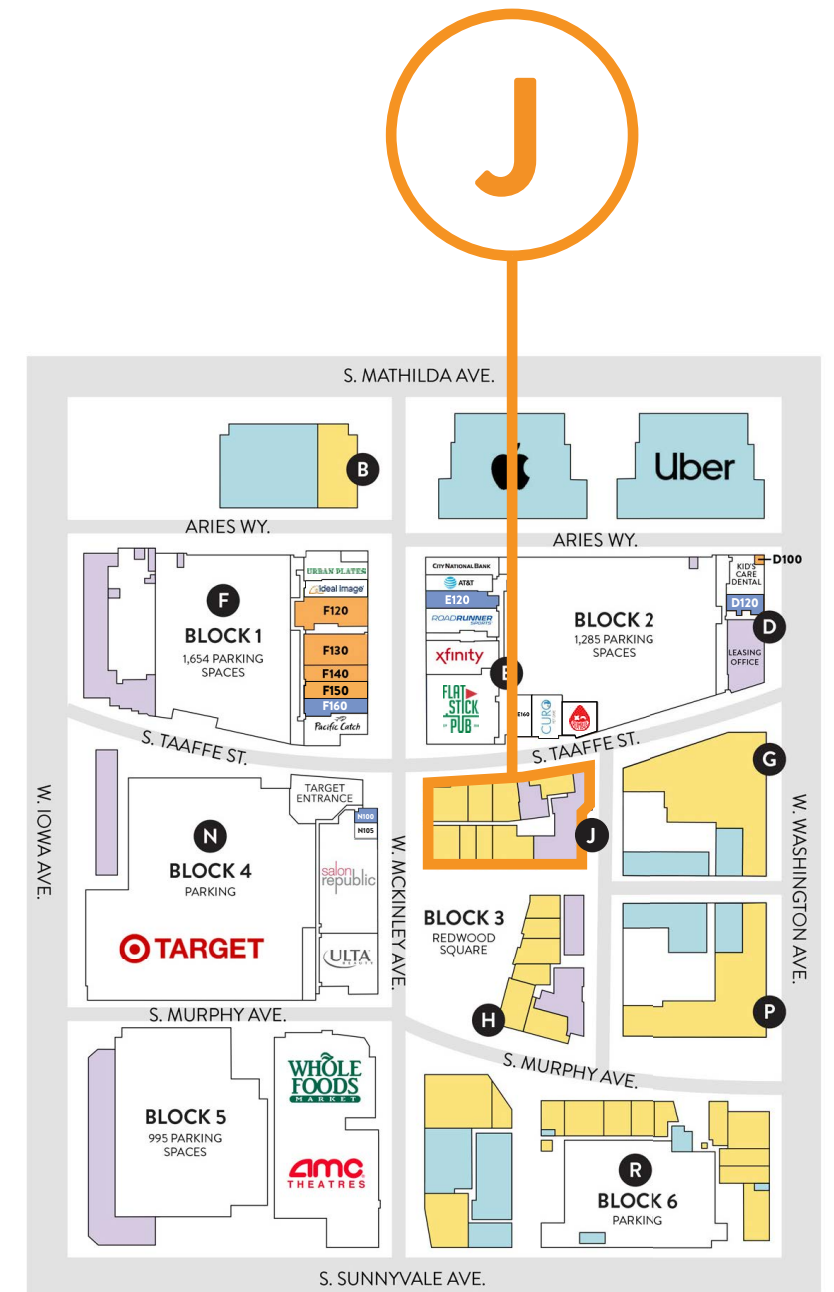 J
S. MATHILDA AVE.
B
Uber
ARIES WY.
ARIES WY.
URBAN PLATES
ideal image
F120
F130
F140
F150
F160
Pacific Catch
F
BLOCK 1
1,654 PARKING
SPACES
CITY NATIONAL BANK
AT&T
E120
ROADRUNNER
SPORTS
xfinity
FLAT
STICK
PUB
E
E160
CURO
BLOCK 2
1,285 PARKING
SPACES
D100
KID'S
CARE
DENTAL
D120
D
LEASING
OFFICE
S. TAAFFE ST.
S. TAAFFE ST.
W. IOWA AVE.
TARGET
ENTRANCE
N100
N105
N
BLOCK 4
PARKING
TARGET
salon
republic
ULTA
BEAUTY
W. MCKINLEY AVE.
J
G
W. WASHINGTON AVE.
BLOCK 3
REDWOOD
SQUARE
H
P
S. MURPHY AVE.
S. MURPHY AVE.
BLOCK 5
995 PARKING
SPACES
WHOLE
FOODS
MARKET
amc
THEATRES
R
BLOCK 6
PARKING
S. SUNNYVALE AVE.